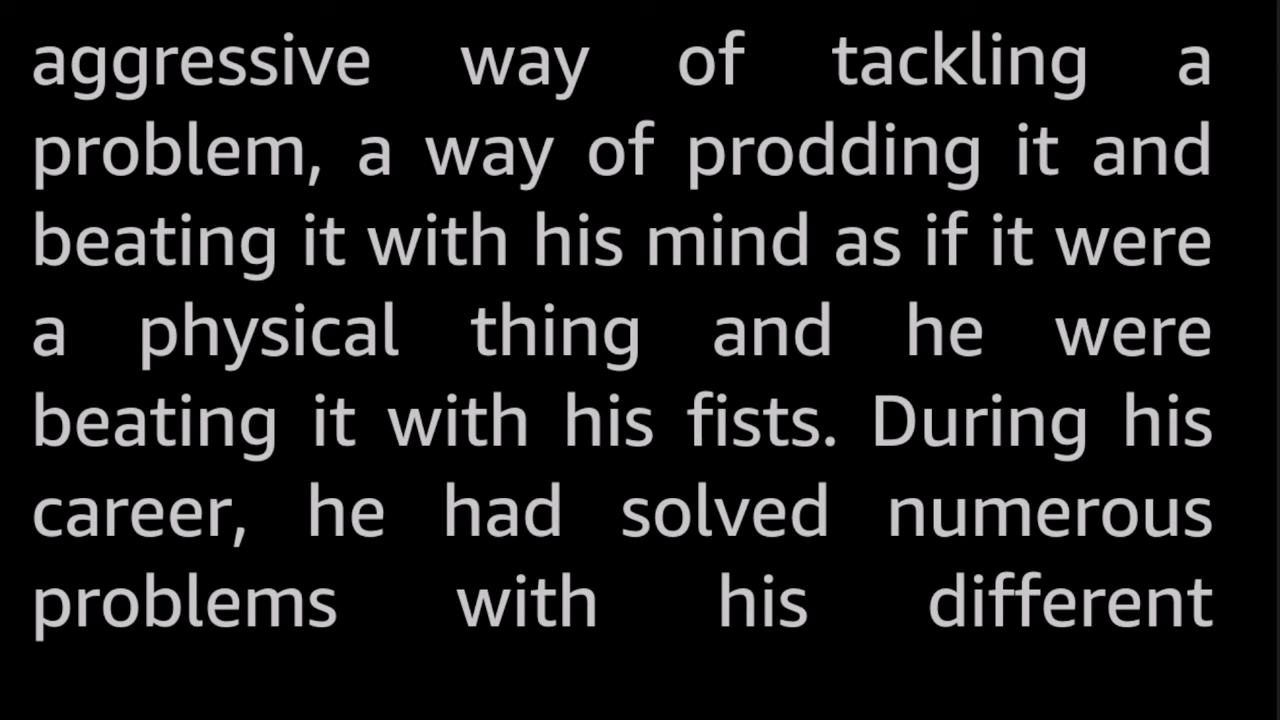 aggressive way of tackling a
problem, a way of prodding it and
beating it with his mind as if it were
a physical thing and he were
beating it with his fists. During his
career, he had solved numerous
problems with his different